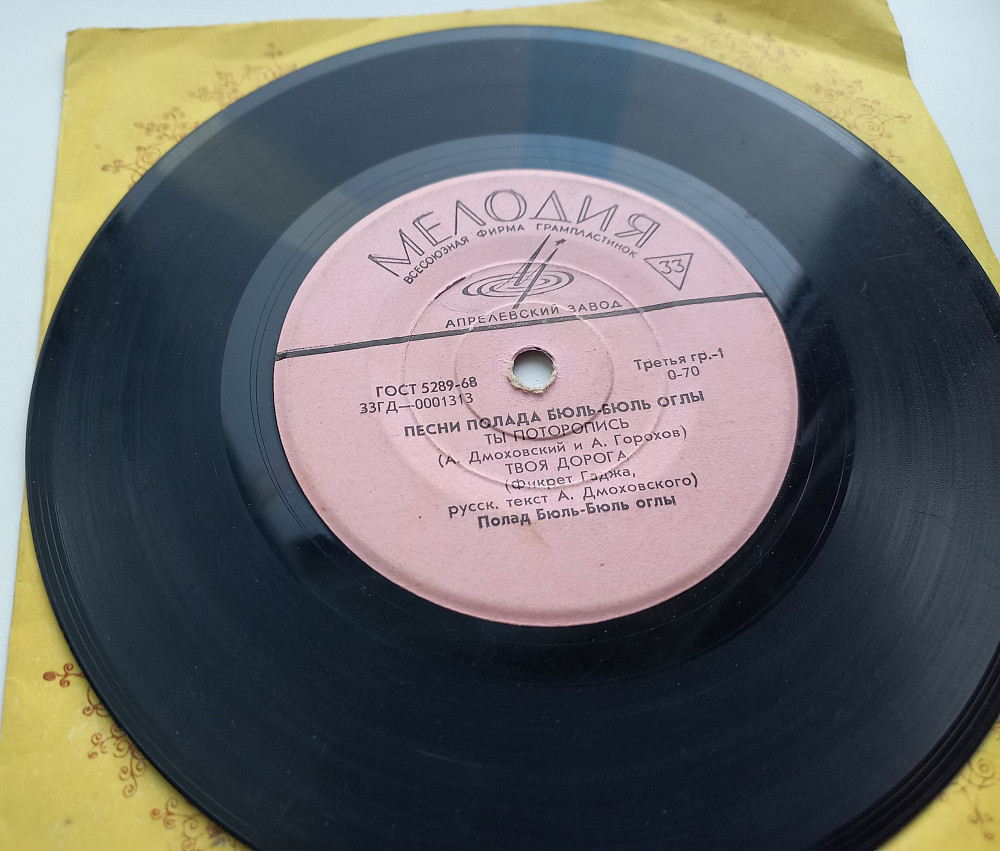 МЕЛОДИЯ
ВСЕСОЮЗНАЯ ФИРМА ГРАМПЛАСТИНОК
33
АПРЕЛЕВСКИЙ ЗАВОД
ГОСТ 5289-68
Третья гр.-1
33ГД—0001313
0-70
ПЕСНИ ПОЛАДА БЮЛЬ-БЮЛЬ ОГЛЫ
ТЫ ПОТОРОПИСЬ
(А. Дмоховский и А. Горохов)
ТВОЯ ДОРОГА
(Фикрет Гаджа,
русск. текст А. Дмоховского)
Полад Бюль-Бюль оглы